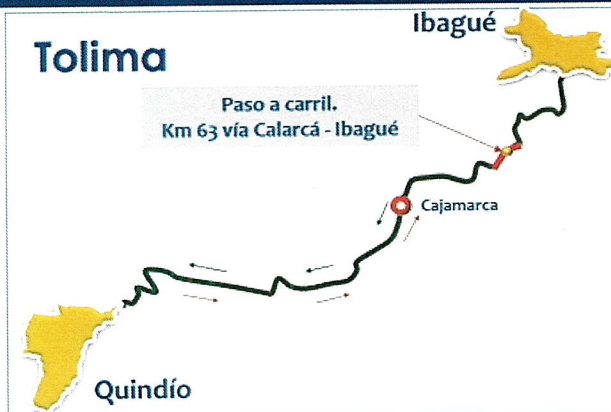 Ibagué
Tolima
Paso a carril.
Km 63 vía Calarcá - Ibagué
Cajamarca
Quindío